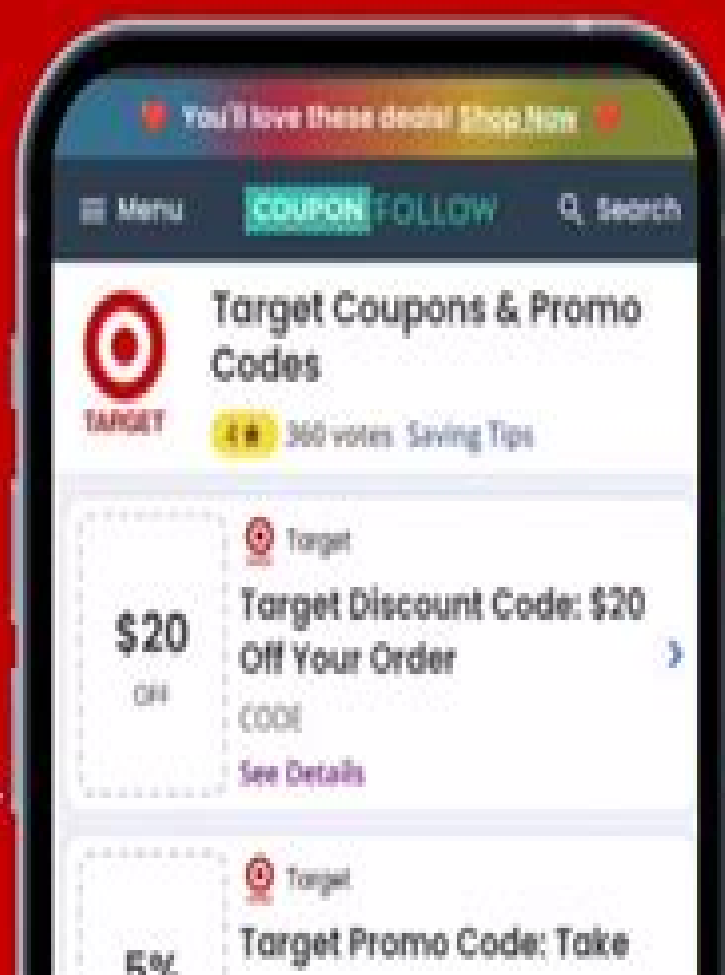 You'll love these deals! Shop Now
Menu COUPON FOLLOW Search
Target Coupons & Promo
Codes
TARGET
4★ 360 votes Saving Tips
Target
Target Discount Code: $20
Off Your Order
$20
OFF
CODE
See Details
Target
Target Promo Code: Take
5%